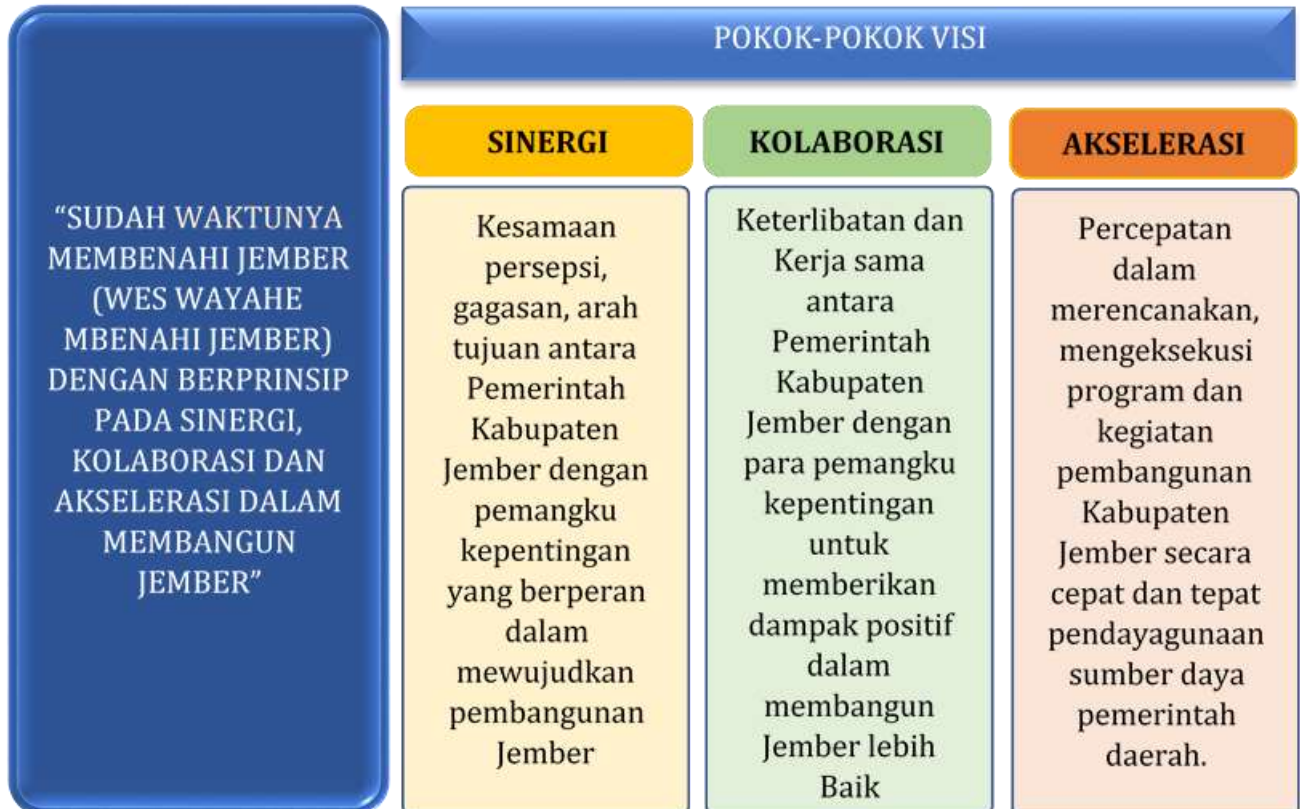 “SUDAH WAKTUNYA
MEMBENAHI JEMBER
(WES WAYAHE
MBENAHI JEMBER)
DENGAN BERPRINSIP
PADA SINERGI,
KOLABORASI DAN
AKSELERASI DALAM
MEMBANGUN
JEMBER”
POKOK-POKOK VISI
SINERGI
Kesamaan
persepsi,
gagasan, arah
tujuan antara
Pemerintah
Kabupaten
Jember dengan
pemangku
kepentingan
yang berperan
dalam
mewujudkan
pembangunan
Jember
KOLABORASI
Keterlibatan dan
Kerja sama
antara
Pemerintah
Kabupaten
Jember dengan
para pemangku
kepentingan
untuk
memberikan
dampak positif
dalam
membangun
Jember lebih
Baik
AKSELERASI
Percepatan
dalam
merencanakan,
mengeksekusi
program dan
kegiatan
pembangunan
Kabupaten
Jember secara
cepat dan tepat
pendayagunaan
sumber daya
pemerintah
daerah.